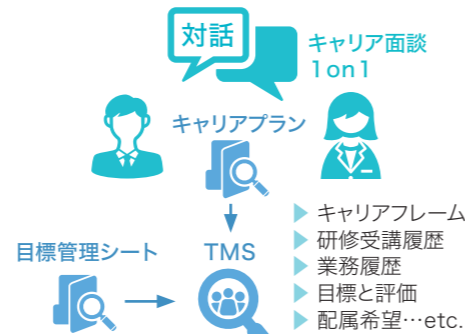 対話
キャリア面談
1on1
キャリアプラン
目標管理シート
TMS
▶ キャリアフレーム
▶ 研修受講履歴
▶ 業務履歴
▶ 目標と評価
▶ 配属希望…etc.